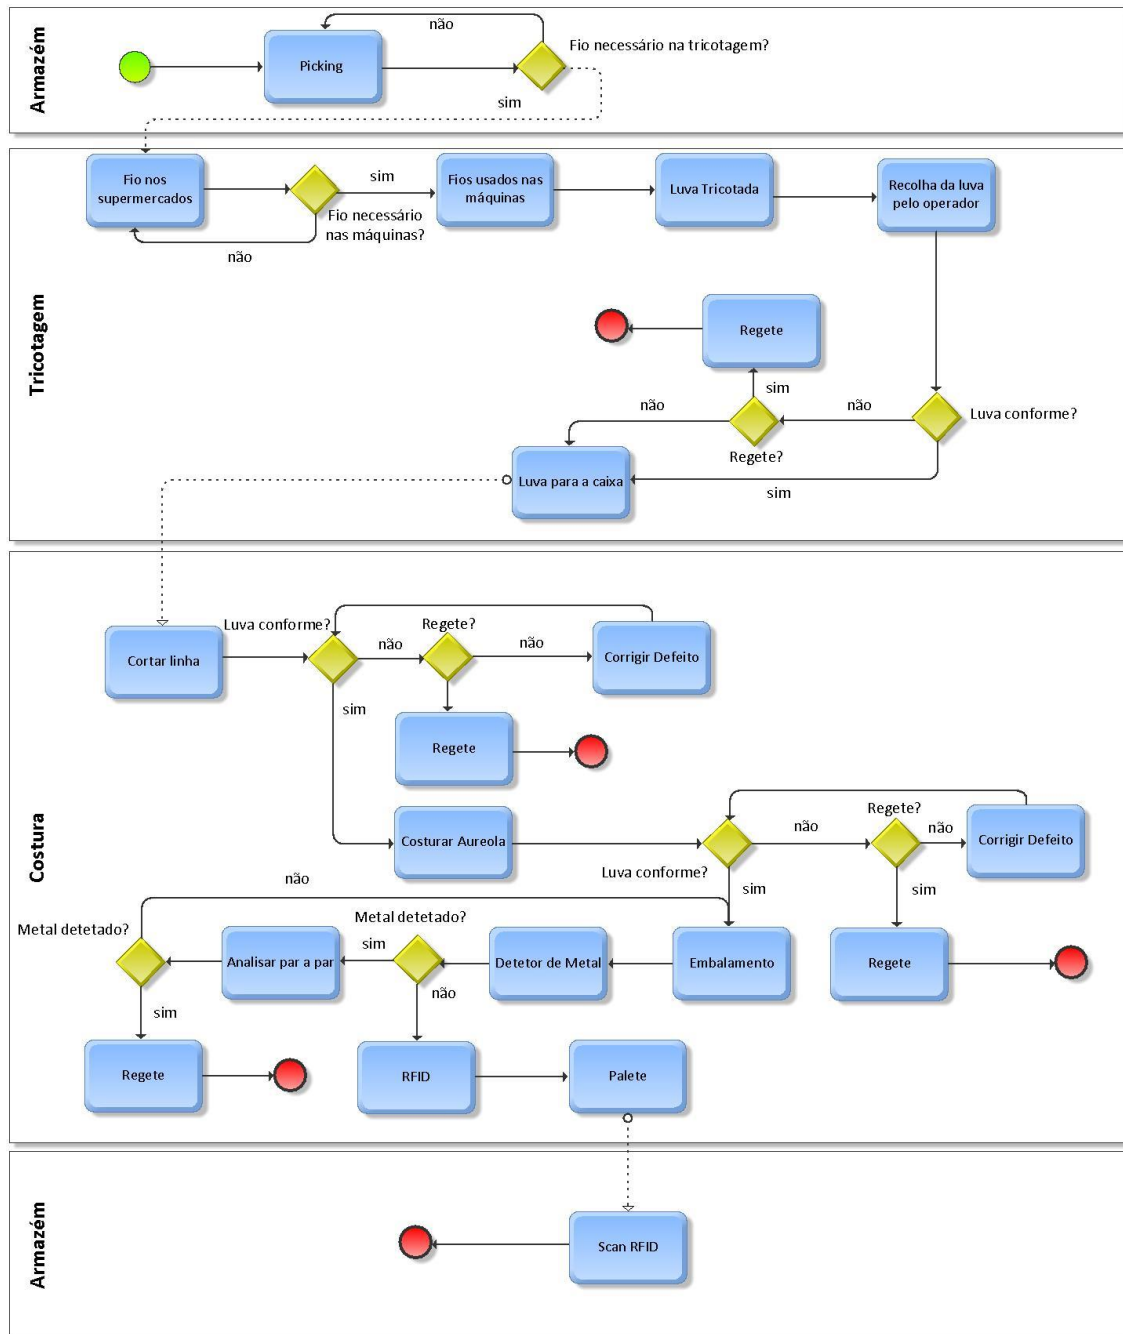 Armazém
não
Fio necessário na tricotagem?
Picking
sim
Tricotagem
Fio nos
supermercados
sim
Fio necessário
nas máquinas?
não
Fios usados nas
máquinas
Luva Tricotada
Recolha da luva
pelo operador
Regete
sim
não
não
Luva conforme?
Regete?
Luva para a caixa
sim
Costura
Cortar linha
Luva conforme?
não
Regete?
não
Corrigir Defeito
sim
Regete
Costurar Aureola
Luva conforme?
não
Regete?
não
Corrigir Defeito
sim
sim
não
Metal detetado?
Metal detetado?
Analisar par a par
sim
não
Detetor de Metal
Embalamento
Regete
sim
Regete
RFID
Palete
Armazém
Scan RFID